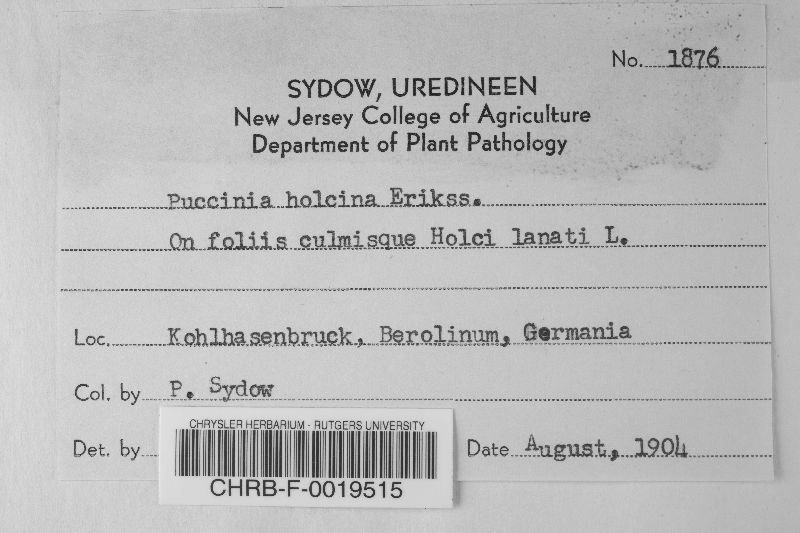 No. 1876
SYDOW, UREDINEEN
New Jersey College of Agriculture
Department of Plant Pathology
Puccinia holcina Erikss.
On foliis culmisque Holci lanati L.
Loc. Kohlhasenbruck, Berolinum, Germania
Col. by P. Sydow
Det. by
Date August, 1904
CHRYSLER HERBARIUM - RUTGERS UNIVERSITY
CHRB-F-0019515